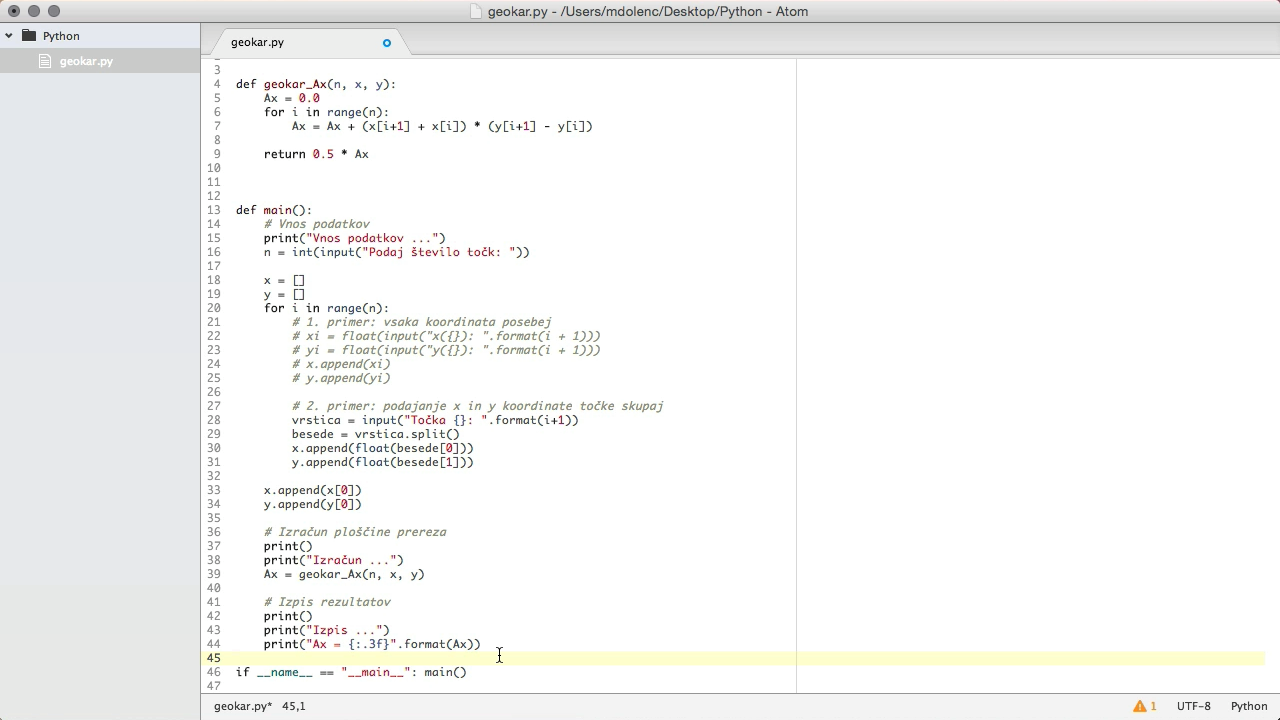 geokar.py - /Users/mdolenc/Desktop/Python - Atom
Python
geokar.py
geokar.py
3
4 def geokar_Ax(n, x, y):
5     Ax = 0.0
6     for i in range(n):
7         Ax = Ax + (x[i+1] + x[i]) * (y[i+1] - y[i])
8
9     return 0.5 * Ax
10
11
12
13 def main():
14     # Vnos podatkov
15     print("Vnos podatkov ...")
16     n = int(input("Podaj število točk: "))
17
18     x = []
19     y = []
20     for i in range(n):
21         # 1. primer: vsaka koordinata posebej
22         # xi = float(input("x({}): ".format(i + 1)))
23         # yi = float(input("y({}): ".format(i + 1)))
24         # x.append(xi)
25         # y.append(yi)
26
27         # 2. primer: podajanje x in y koordinate točke skupaj
28         vrstica = input("Točka {}: ".format(i+1))
29         besede = vrstica.split()
30         x.append(float(besede[0]))
31         y.append(float(besede[1]))
32
33     x.append(x[0])
34     y.append(y[0])
35
36     # Izračun ploščine prereza
37     print()
38     print("Izračun ...")
39     Ax = geokar_Ax(n, x, y)
40
41     # Izpis rezultatov
42     print()
43     print("Izpis ...")
44     print("Ax = {:.3f}".format(Ax))
45
46 if __name__ == "__main__": main()
47
geokar.py* 45,1 1 UTF-8 Python